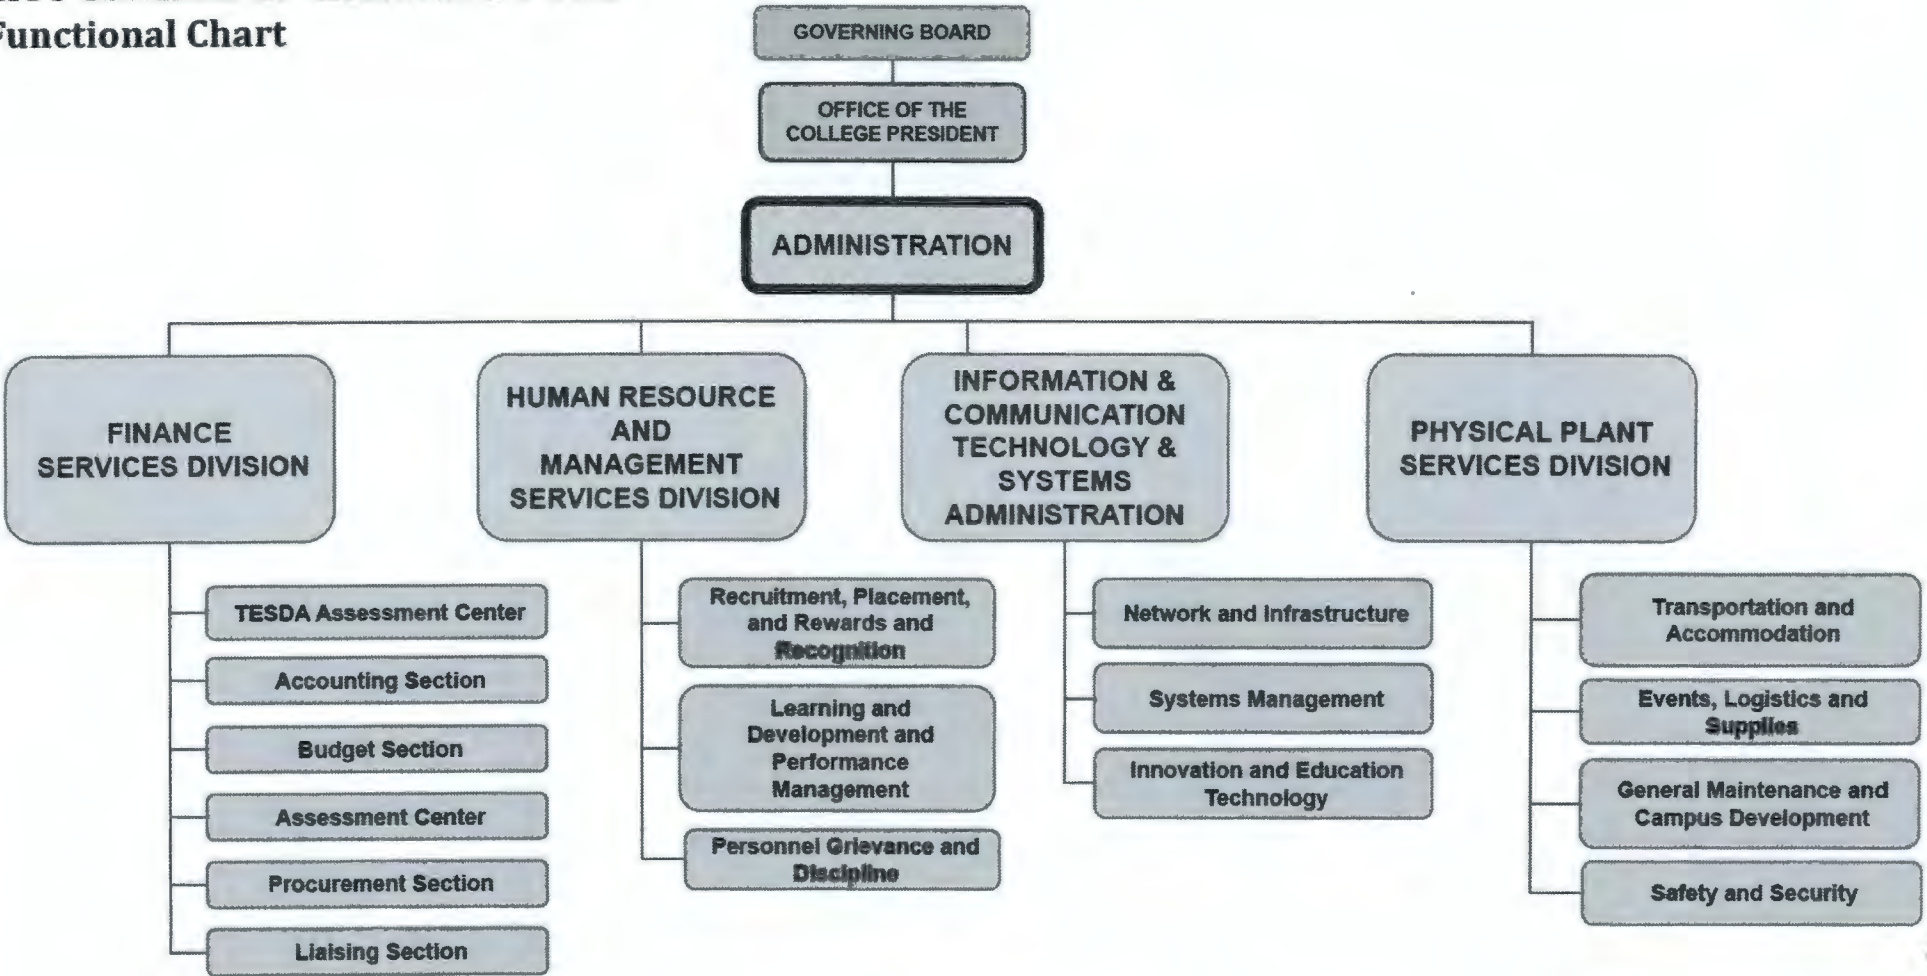 Functional Chart
GOVERNING BOARD
OFFICE OF THE
COLLEGE PRESIDENT
ADMINISTRATION
FINANCE
SERVICES DIVISION
TESDA Assessment Center
Accounting Section
Budget Section
Assessment Center
Procurement Section
Liaising Section
HUMAN RESOURCE
AND
MANAGEMENT
SERVICES DIVISION
Recruitment, Placement,
and Rewards and
Recognition
Learning and
Development and
Performance
Management
Personnel Grievance and
Discipline
INFORMATION &
COMMUNICATION
TECHNOLOGY &
SYSTEMS
ADMINISTRATION
Network and Infrastructure
Systems Management
Innovation and Education
Technology
PHYSICAL PLANT
SERVICES DIVISION
Transportation and
Accommodation
Events, Logistics and
Supplies
General Maintenance and
Campus Development
Safety and Security